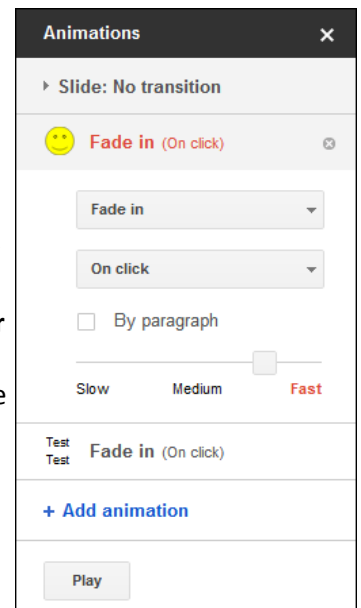 Animations
Slide: No transition
Fade in (On click)
Fade in
On click
By paragraph
Slow Medium Fast
Test
Test
Fade in (On click)
+ Add animation
Play